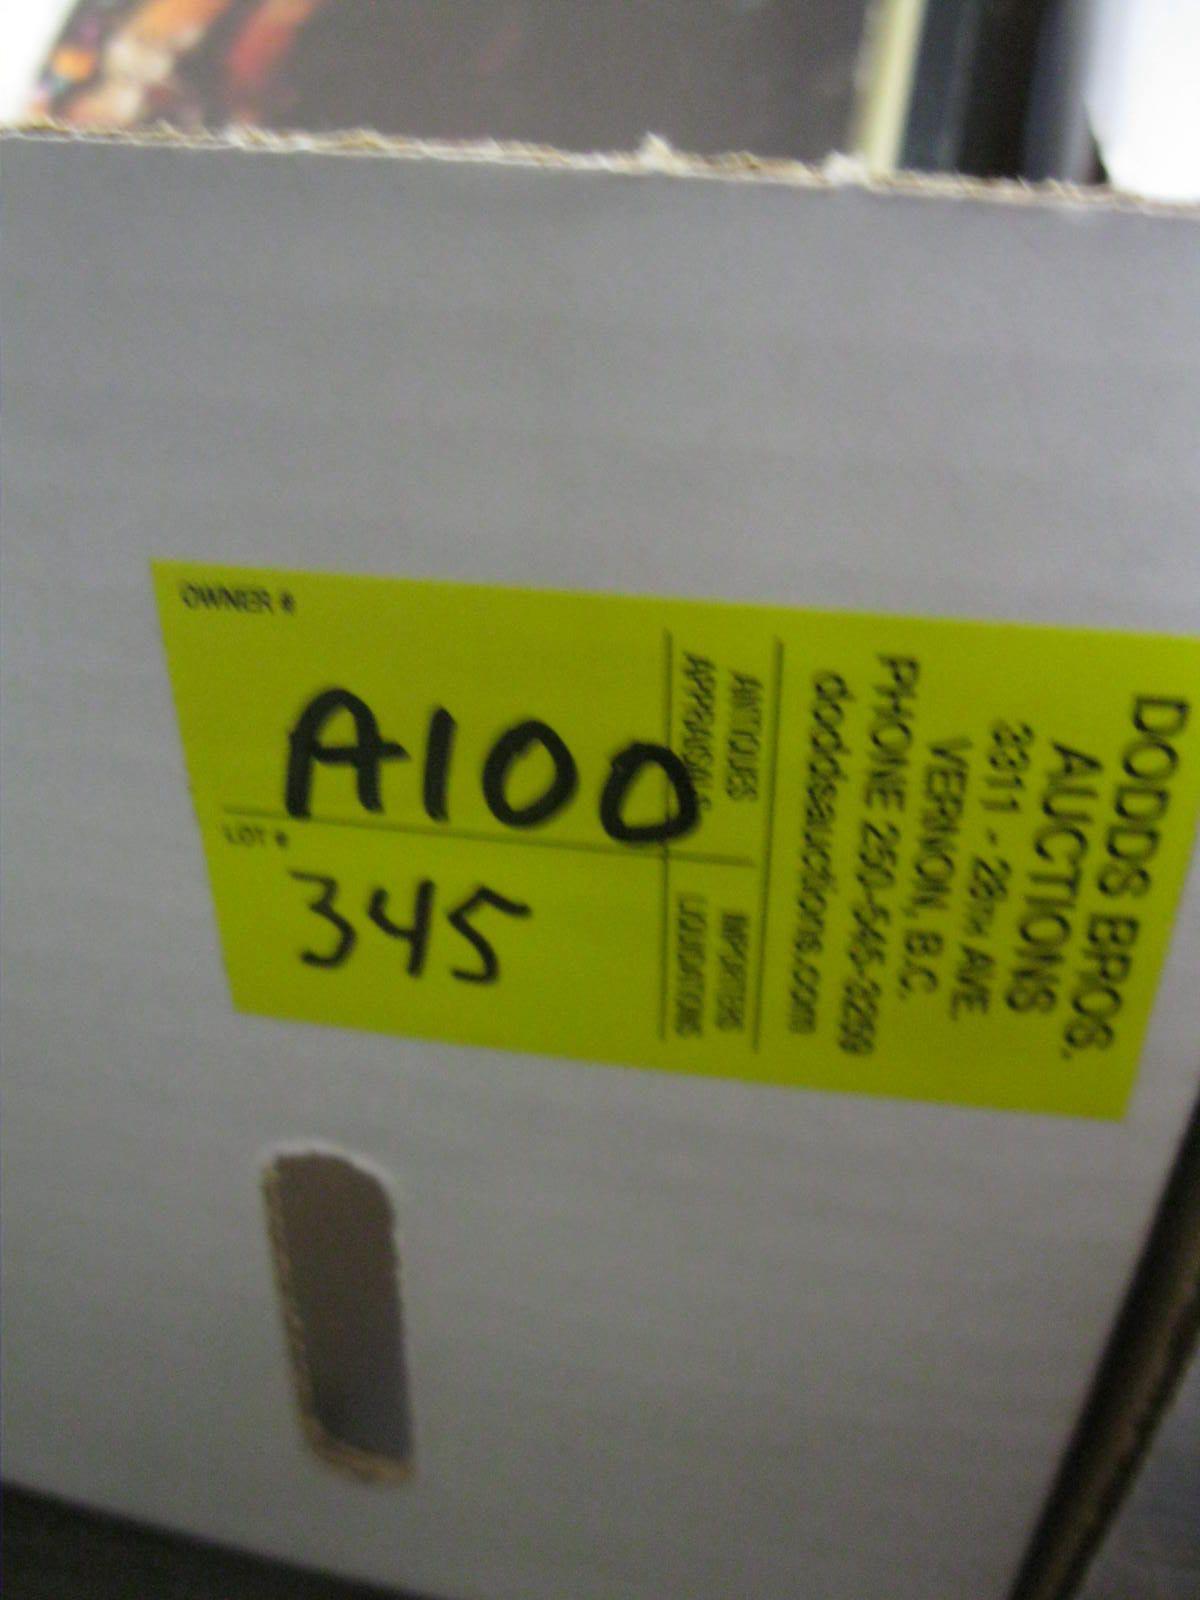 OWNER #
A100
LOT #
345
ANTIQUES
APPRAISALS
IMPORTERS
LIQUIDATIONS
DODDS BROS.
AUCTIONS
3311 - 28TH AVE.
VERNON, B.C.
PHONE 250-545-3259
doddsauctions.com